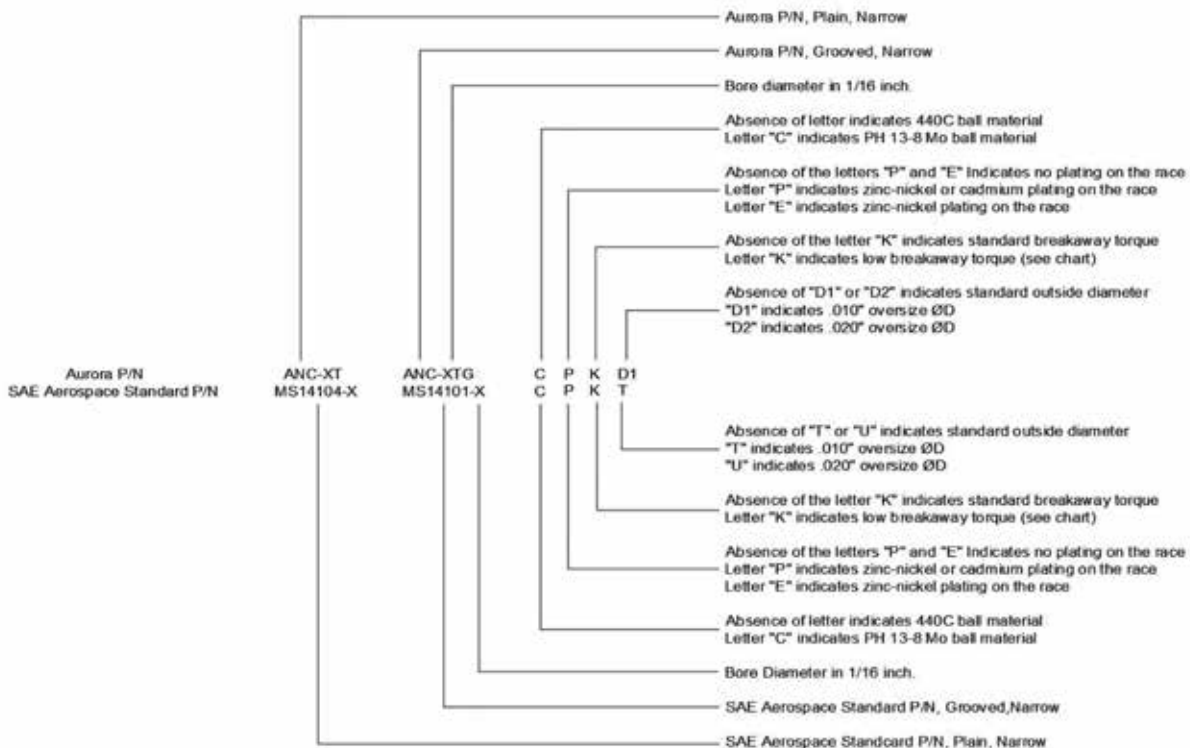 Aurora P/N, Plain, Narrow
Aurora P/N, Grooved, Narrow
Bore diameter in 1/16 inch.
Absence of letter indicates 440C ball material
Letter "C" indicates PH 13-8 Mo ball material
Absence of the letters "P" and "E" Indicates no plating on the race
Letter "P" indicates zinc-nickel or cadmium plating on the race
Letter "E" indicates zinc-nickel plating on the race
Absence of the letter "K" indicates standard breakaway torque
Letter "K" indicates low breakaway torque (see chart)
Absence of "D1" or "D2" indicates standard outside diameter
"D1" indicates .010" oversize ØD
"D2" indicates .020" oversize ØD
Aurora P/N ANC-XT ANC-XTG C P K D1
SAE Aerospace Standard P/N MS14104-X MS14101-X C P K T
Absence of "T" or "U" indicates standard outside diameter
"T" indicates .010" oversize ØD
"U" indicates .020" oversize ØD
Absence of the letter "K" indicates standard breakaway torque
Letter "K" indicates low breakaway torque (see chart)
Absence of the letters "P" and "E" Indicates no plating on the race
Letter "P" indicates zinc-nickel or cadmium plating on the race
Letter "E" indicates zinc-nickel plating on the race
Absence of letter indicates 440C ball material
Letter "C" indicates PH 13-8 Mo ball material
Bore Diameter in 1/16 inch.
SAE Aerospace Standard P/N, Grooved,Narrow
SAE Aerospace Standcard P/N, Plain, Narrow